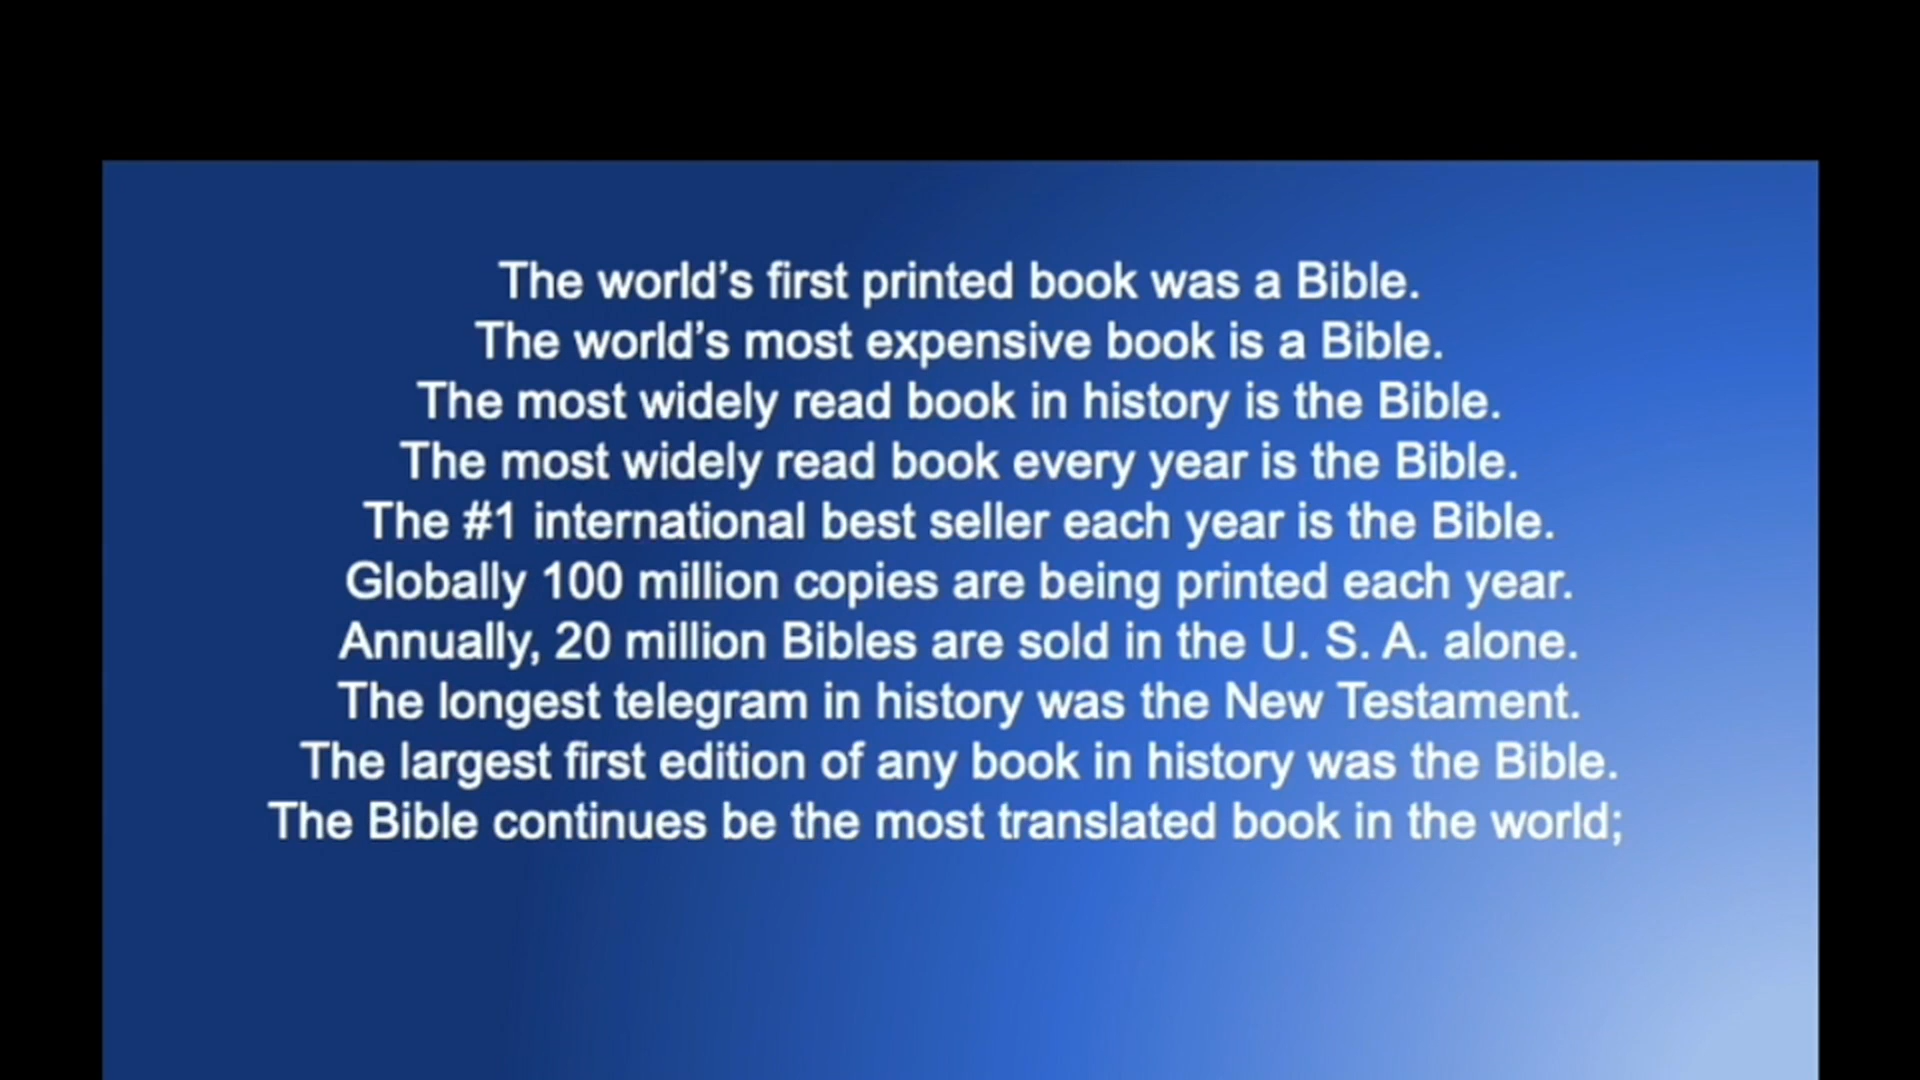 The world’s first printed book was a Bible.
The world’s most expensive book is a Bible.
The most widely read book in history is the Bible.
The most widely read book every year is the Bible.
The #1 international best seller each year is the Bible.
Globally 100 million copies are being printed each year.
Annually, 20 million Bibles are sold in the U. S. A. alone.
The longest telegram in history was the New Testament.
The largest first edition of any book in history was the Bible.
The Bible continues be the most translated book in the world;